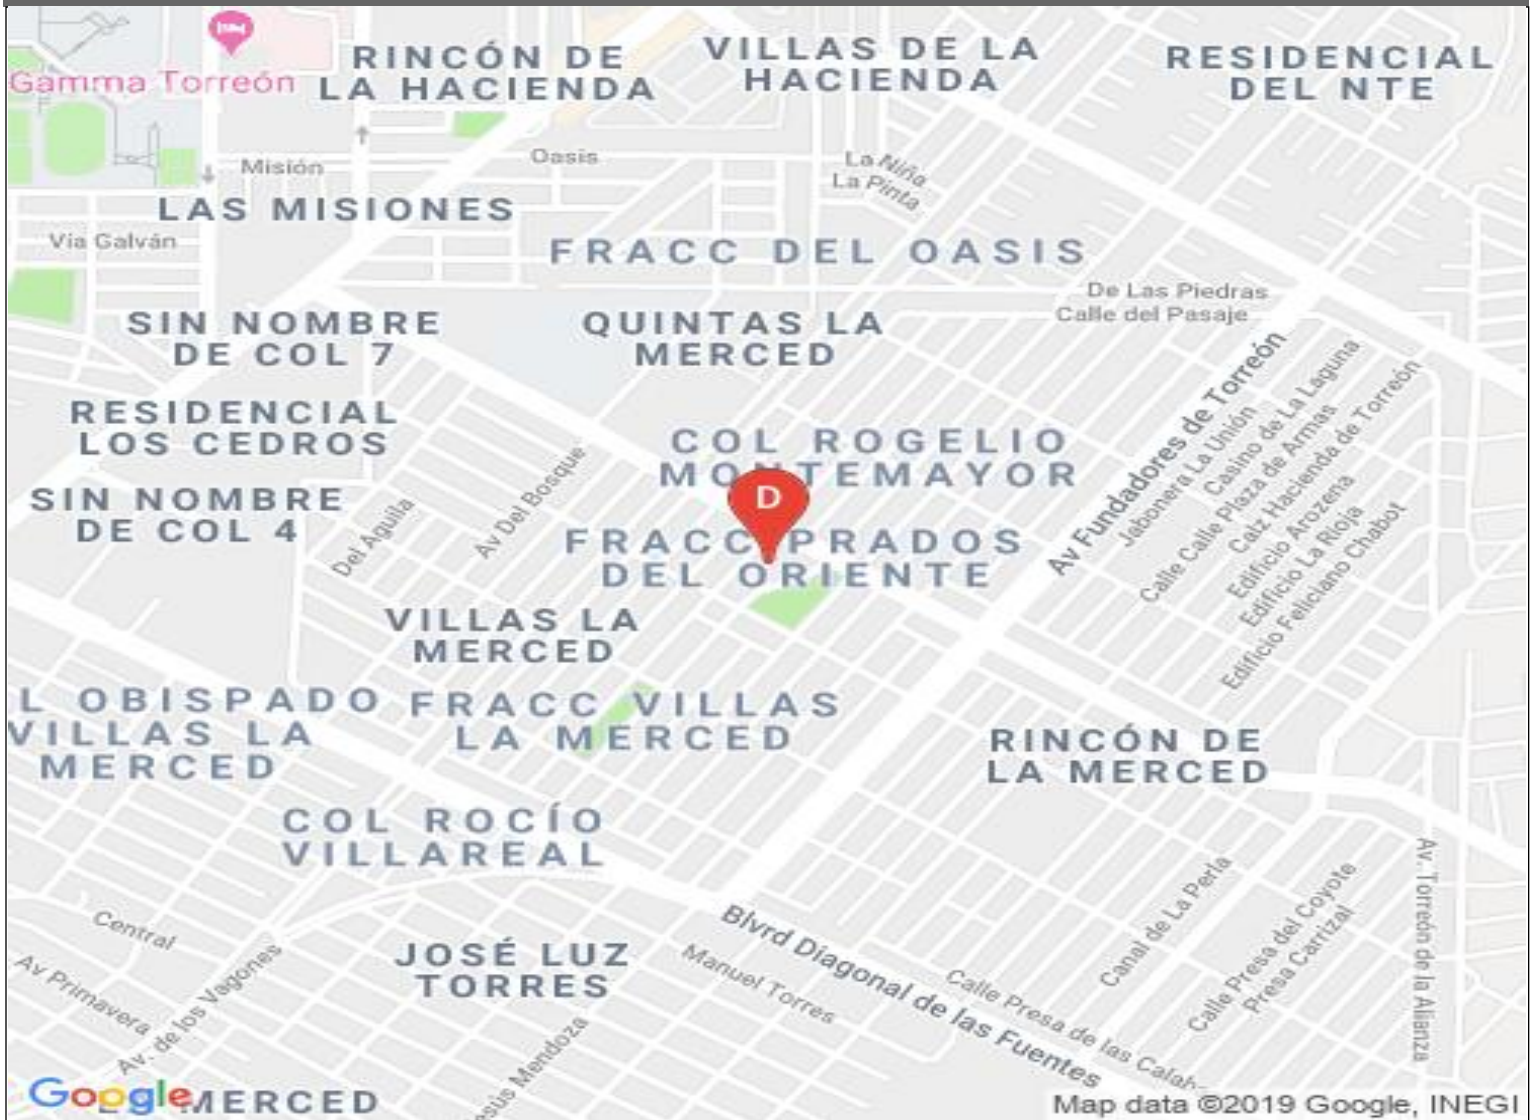 Gamma Torreón
RINCÓN DE
LA HACIENDA
VILLAS DE LA
HACIENDA
RESIDENCIAL
DEL NTE
Misión
Oasis
La Niña
La Pinta
LAS MISIONES
Vía Galván
FRACC DEL OASIS
De Las Piedras
Calle del Pasaje
SIN NOMBRE
DE COL 7
QUINTAS LA
MERCED
RESIDENCIAL
LOS CEDROS
COL ROGELIO
MONTEMAYOR
Av Fundadores de Torreón
Jabonera La Unión
Casino de La Laguna
Calle Calle Plaza de Armas
Calz Hacienda de Torreón
Edificio Arozena
Edificio La Rioja
Edificio Feliciano Chabot
SIN NOMBRE
DE COL 4
Del Aguila
Av Del Bosque
D
FRACC PRADOS
DEL ORIENTE
VILLAS LA
MERCED
L OBISPADO
VILLAS LA
MERCED
FRACC VILLAS
LA MERCED
RINCÓN DE
LA MERCED
COL ROCÍO
VILLAREAL
Central
Av Primavera
Av. de los Vagones
JOSÉ LUZ
TORRES
Blvrd Diagonal de las Fuentes
Manuel Torres
Calle Presa de las Calab
Canal de La Perla
Calle Presa del Coyote
Presa Carrizal
Av. Torreón de la Alianza
esús Mendoza
Google
MERCED
Map data ©2019 Google, INEGI